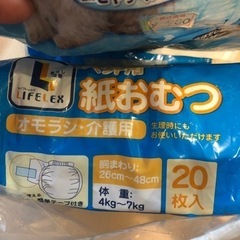 LIFELEX
紙おむつ
オモラシ・介護用
生理時にも
お使いいただけます
胴まわり:
26cm〜48cm
体 重:
4kg〜7kg
20
枚入